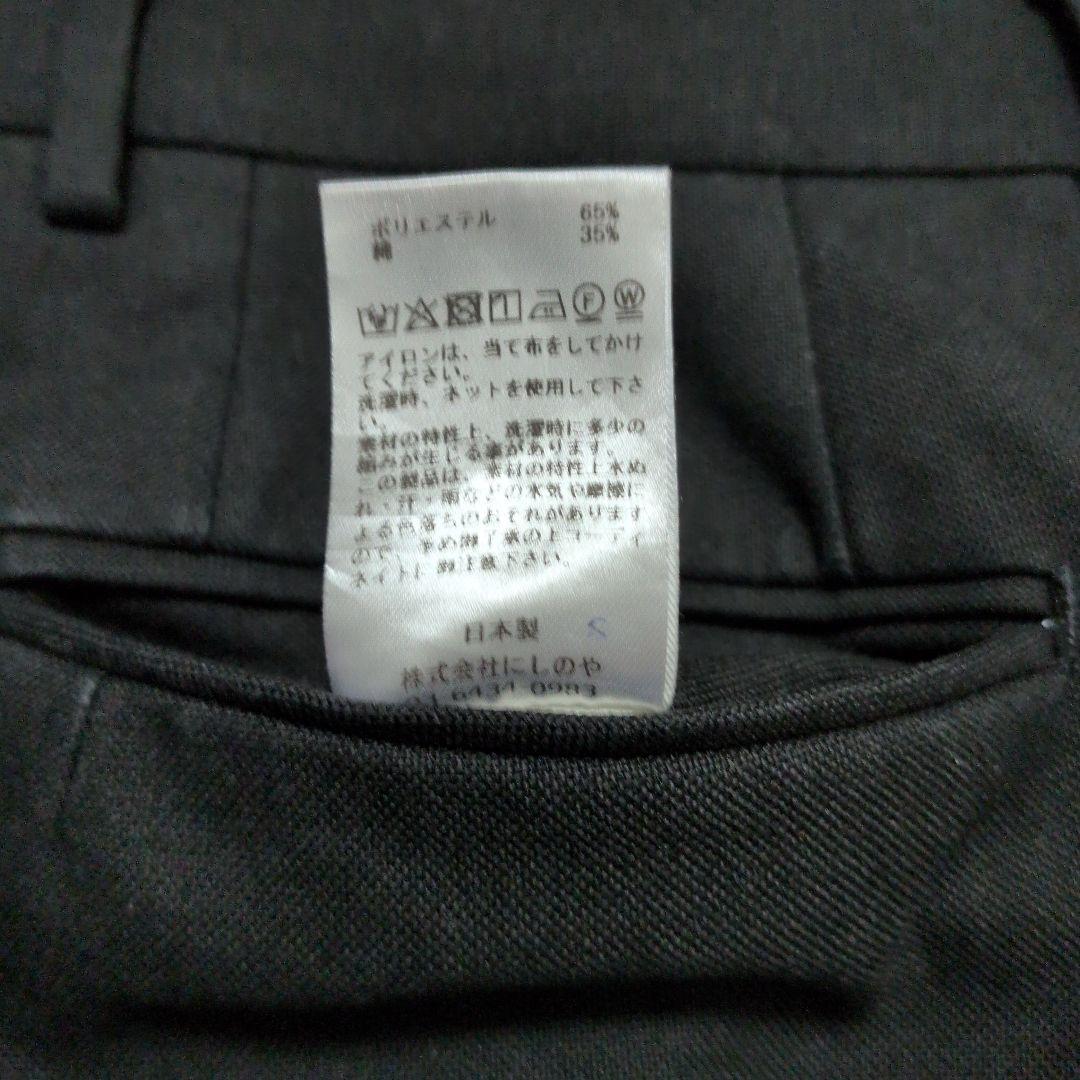 ポリエステル 65%
綿 35%
F W
アイロンは、当て布をしてかけ
てください。
洗濯時、ネットを使用して下さ
い。
素材の特性上、洗濯時に多少の
縮みが生じる事があります。
この製品は、素材の特性上水ぬ
れ・汗・雨などの水気や摩擦に
よる色落ちのおそれがあります
ので、予め御了承の上コーディ
ネイトに御注意下さい。
日本製 S
株式会社にしのや
6434 0983